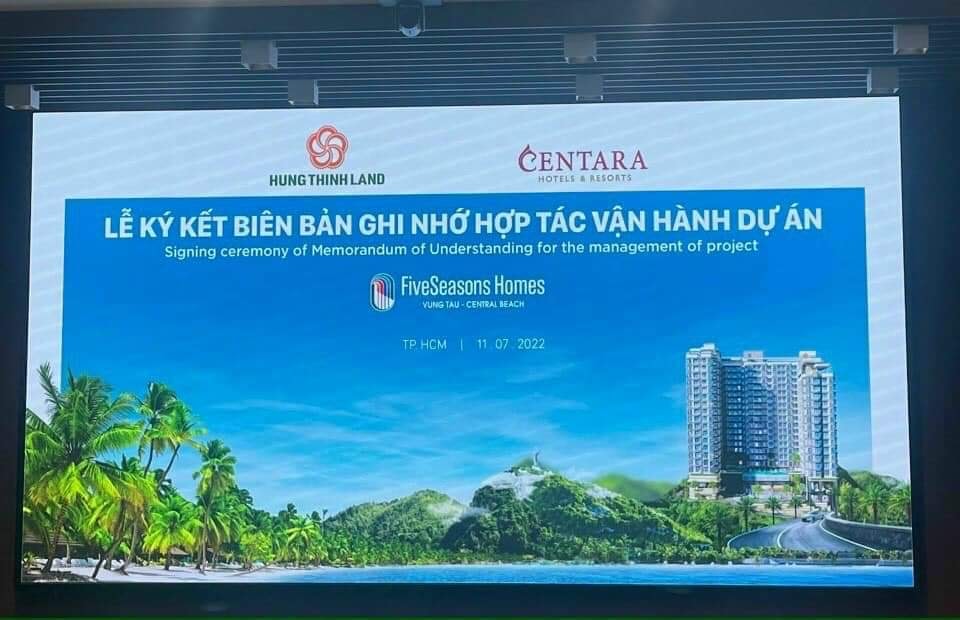 HUNG THINH LAND
CENTARA
HOTELS & RESORTS
LỄ KÝ KẾT BIÊN BẢN GHI NHỚ HỢP TÁC VẬN HÀNH DỰ ÁN
Signing ceremony of Memorandum of Understanding for the management of project
FiveSeasons Homes
VUNG TAU - CENTRAL BEACH
TP. HCM | 11 . 07 . 2022